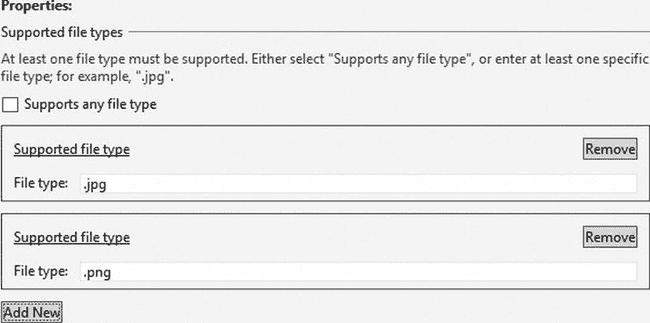 Properties:
Supported file types
At least one file type must be supported. Either select "Supports any file type", or enter at least one specific
file type; for example, ".jpg".
Supports any file type
Supported file type Remove
File type: .jpg
Supported file type Remove
File type: .png
Add New